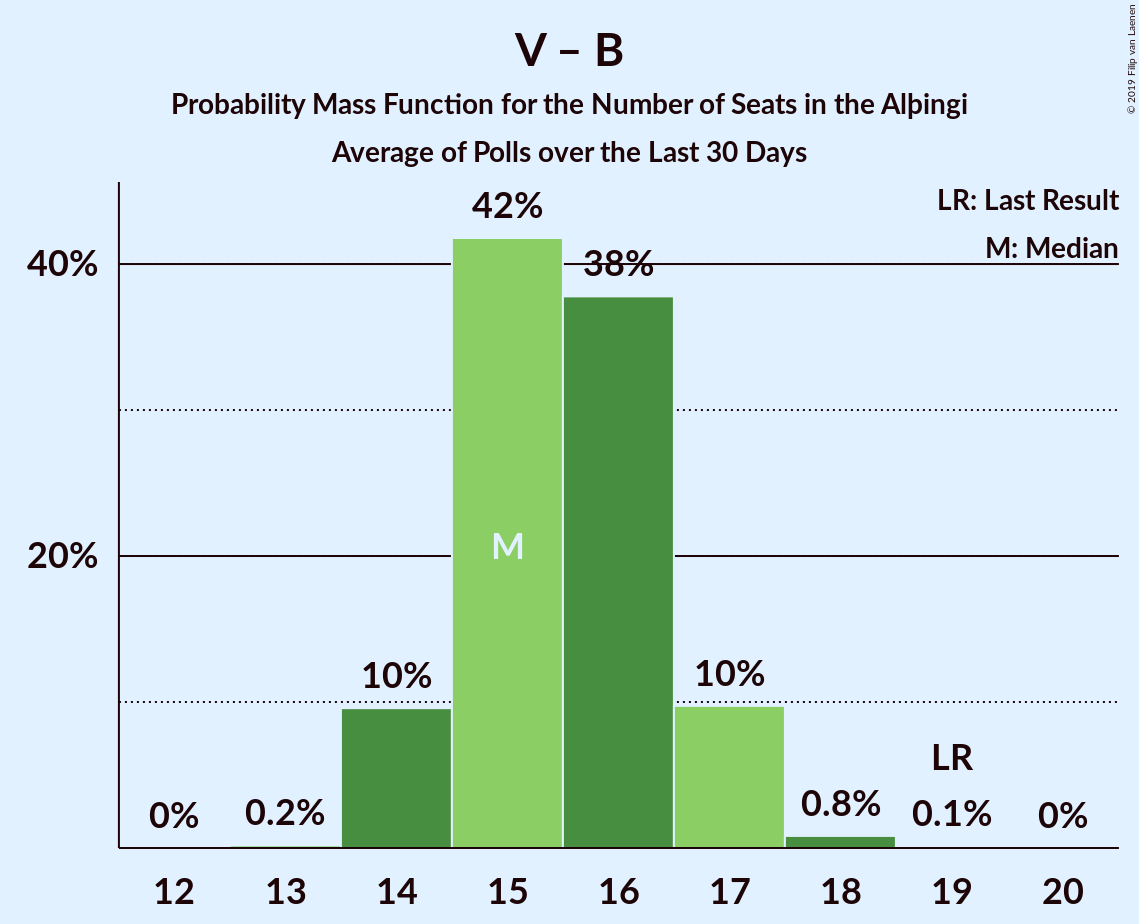 V – B
Probability Mass Function for the Number of Seats in the Alþingi
Average of Polls over the Last 30 Days
© 2019 Filip van Laenen
LR: Last Result
M: Median
40%
20%
0%
0.2%
10%
42%
38%
10%
0.8%
0.1%
0%
M
LR
12 13 14 15 16 17 18 19 20